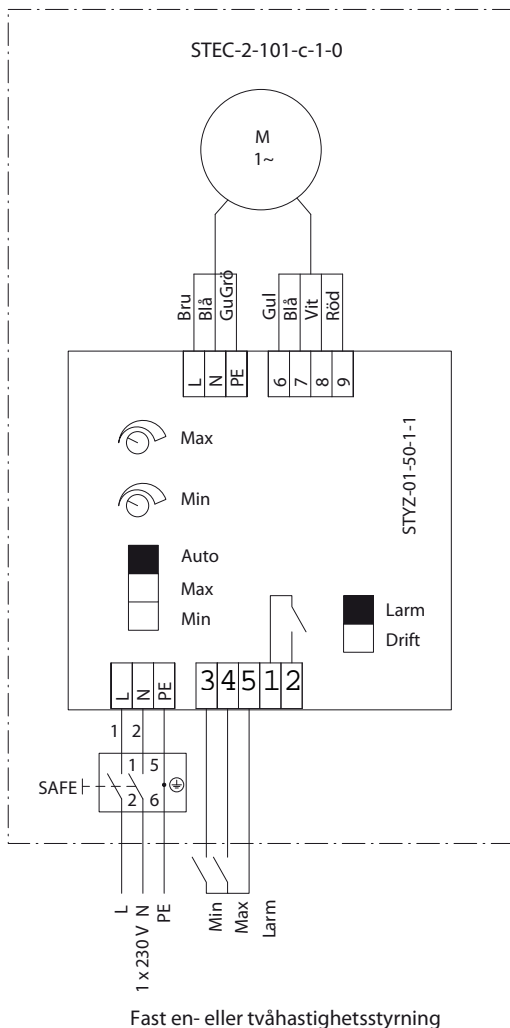 STEC-2-101-c-1-0
M
1~
Bru
Blå
GuGrö
Gul
Blå
Vit
Röd
L
N
PE
6
7
8
9
STYZ-01-50-1-1
Max
Min
Auto
Max
Min
Larm
Drift
L
N
PE
3 4 5 1 2
1 2
1 5
SAFE
2 6
L
1 x 230 V N
PE
Min
Max
Larm
Fast en- eller tvåhastighetsstyrning